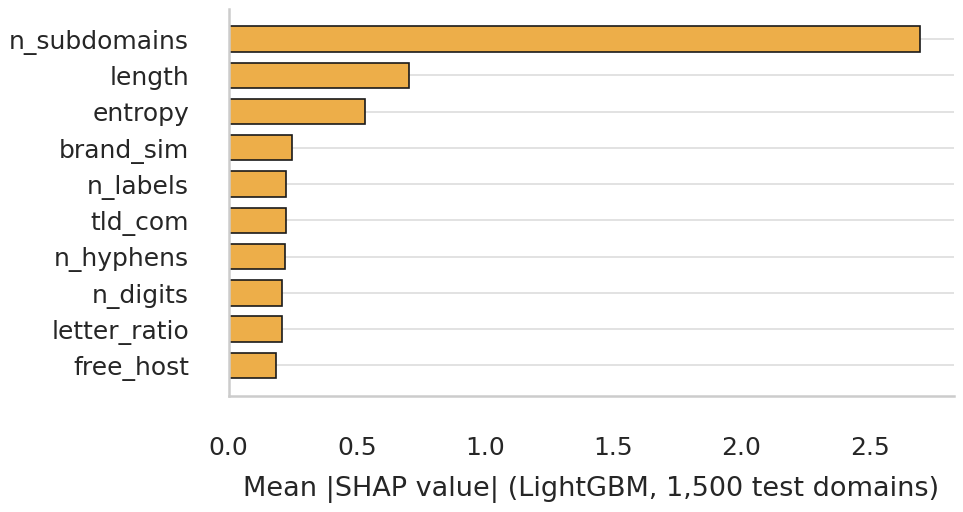 n_subdomains
length
entropy
brand_sim
n_labels
tld_com
n_hyphens
n_digits
letter_ratio
free_host
0.0 0.5 1.0 1.5 2.0 2.5
Mean |SHAP value| (LightGBM, 1,500 test domains)